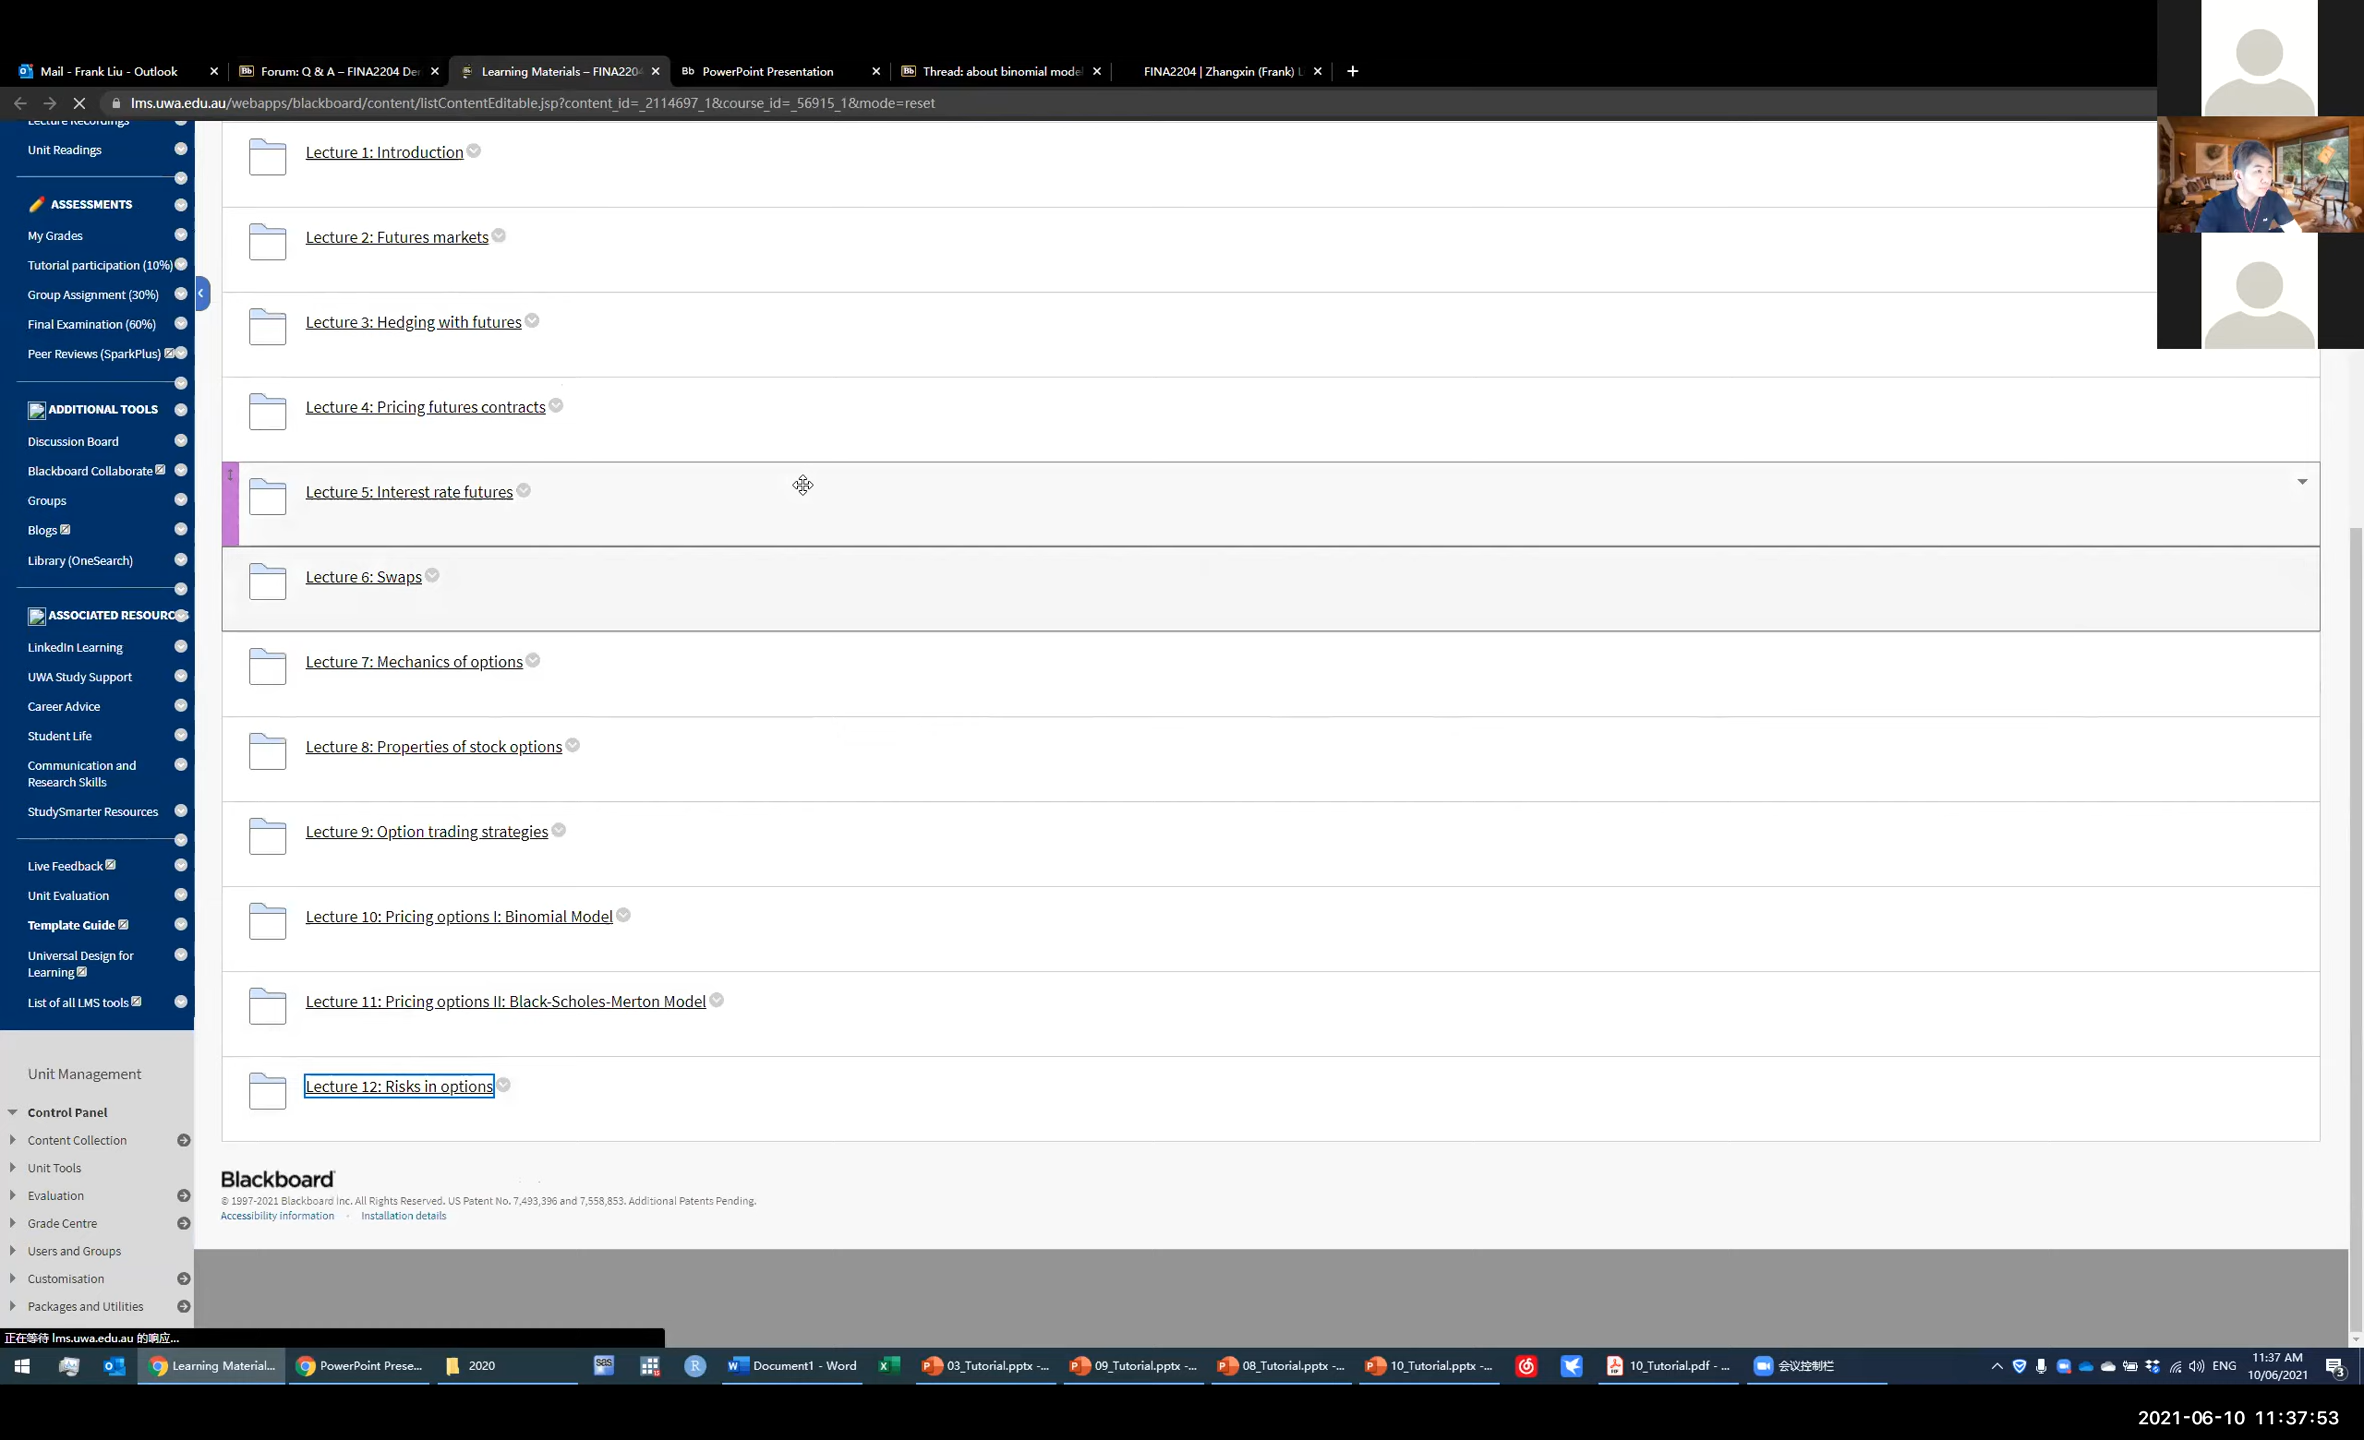 Mail - Frank Liu - Outlook
Forum: Q & A – FINA2204 De
Learning Materials – FINA2204
PowerPoint Presentation
Thread: about binomial mode
FINA2204 | Zhangxin (Frank) L
lms.uwa.edu.au/webapps/blackboard/content/listContentEditable.jsp?content_id=_2114697_1&course_id=_56915_1&mode=reset
Lecture Recordings
Unit Readings
ASSESSMENTS
My Grades
Tutorial participation (10%)
Group Assignment (30%)
Final Examination (60%)
Peer Reviews (SparkPlus)
ADDITIONAL TOOLS
Discussion Board
Blackboard Collaborate
Groups
Blogs
Library (OneSearch)
ASSOCIATED RESOURC
LinkedIn Learning
UWA Study Support
Career Advice
Student Life
Communication and
Research Skills
StudySmarter Resources
Live Feedback
Unit Evaluation
Template Guide
Universal Design for
Learning
List of all LMS tools
Unit Management
Control Panel
Content Collection
Unit Tools
Evaluation
Grade Centre
Users and Groups
Customisation
Packages and Utilities
Lecture 1: Introduction
Lecture 2: Futures markets
Lecture 3: Hedging with futures
Lecture 4: Pricing futures contracts
Lecture 5: Interest rate futures
Lecture 6: Swaps
Lecture 7: Mechanics of options
Lecture 8: Properties of stock options
Lecture 9: Option trading strategies
Lecture 10: Pricing options I: Binomial Model
Lecture 11: Pricing options II: Black-Scholes-Merton Model
Lecture 12: Risks in options
Blackboard
© 1997-2021 Blackboard Inc. All Rights Reserved. US Patent No. 7,493,396 and 7,558,853. Additional Patents Pending.
Accessibility information · Installation details
正在等待 lms.uwa.edu.au 的响应...
Learning Material...
PowerPoint Prese...
2020
Document1 - Word
03_Tutorial.pptx -...
09_Tutorial.pptx -...
08_Tutorial.pptx -...
10_Tutorial.pptx -...
10_Tutorial.pdf - ...
会议控制栏
ENG
11:37 AM
10/06/2021
3
2021-06-10 11:37:53